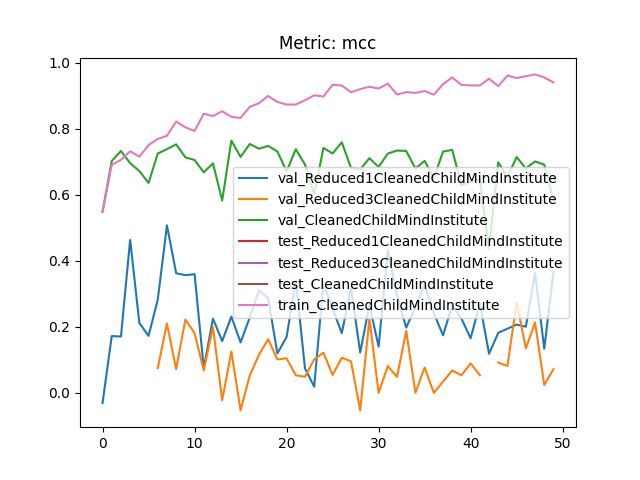 Metric: mcc
1.0
0.8
0.6
0.4
0.2
0.0
0
10
20
30
40
50
val_Reduced1CleanedChildMindInstitute
val_Reduced3CleanedChildMindInstitute
val_CleanedChildMindInstitute
test_Reduced1CleanedChildMindInstitute
test_Reduced3CleanedChildMindInstitute
test_CleanedChildMindInstitute
train_CleanedChildMindInstitute